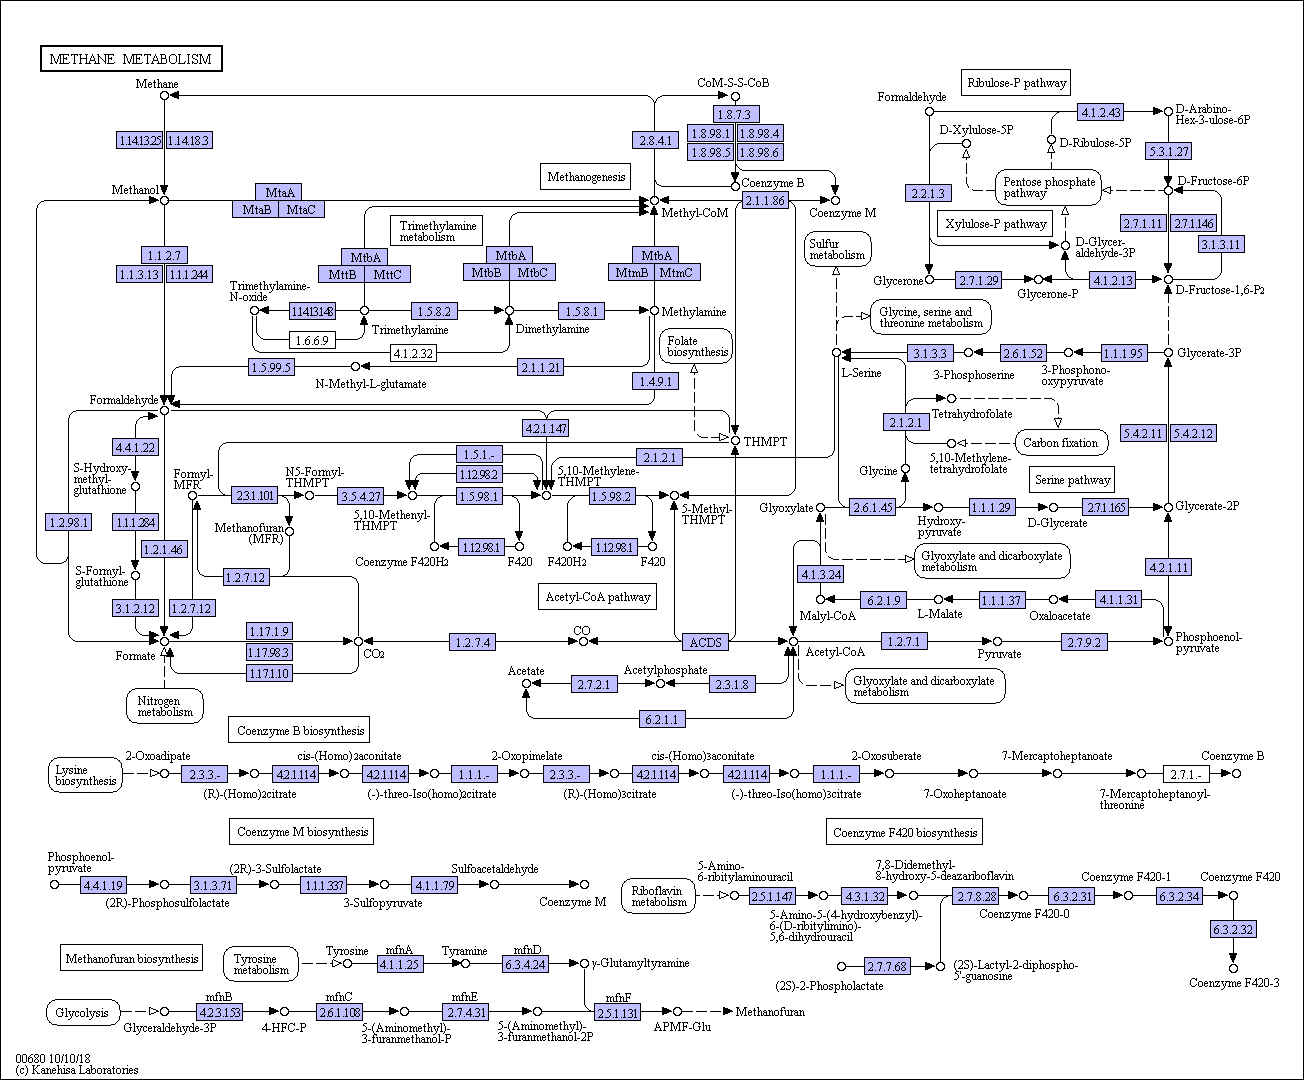 METHANE METABOLISM
Methane
CoM-S-S-CoB
Ribulose-P pathway
Formaldehyde
D-Arabino-
Hex-3-ulose-6P
4.1.2.43
1.8.7.3
1.14.13.25
1.14.18.3
2.8.4.1
1.8.98.1
1.8.98.4
1.8.98.5
1.8.98.6
D-Xylulose-5P
D-Ribulose-5P
5.3.1.27
Methanogenesis
Coenzyme B
Pentose phosphate
pathway
D-Fructose-6P
Methanol
MtaA
MtaB
MtaC
2.1.1.86
2.2.1.3
Methyl-CoM
Coenzyme M
Xylulose-P pathway
2.7.1.11
2.7.1.146
Trimethylamine
metabolism
Sulfur
metabolism
D-Glycer-
aldehyde-3P
3.1.3.11
1.1.2.7
1.1.3.13
1.1.1.244
MtbA
MttB
MttC
MtbA
MtbB
MtbC
MtbA
MtmB
MtmC
Glycerone
2.7.1.29
Glycerone-P
4.1.2.13
D-Fructose-1,6-P2
Trimethylamine-
N-oxide
1.14.13.148
1.5.8.2
1.5.8.1
Methylamine
Trimethylamine
Dimethylamine
Glycine, serine and
threonine metabolism
1.6.6.9
4.1.2.32
Folate
biosynthesis
1.5.99.5
2.1.1.21
N-Methyl-L-glutamate
1.4.9.1
L-Serine
3.1.3.3
2.6.1.52
1.1.1.95
Glycerate-3P
3-Phosphoserine
3-Phosphono-
oxypyruvate
Formaldehyde
Tetrahydrofolate
2.1.2.1
4.2.1.147
THMPT
Carbon fixation
5.4.2.11
5.4.2.12
4.4.1.22
2.1.2.1
5,10-Methylene-
tetrahydrofolate
1.5.1.-
1.12.98.2
S-Hydroxy-
methyl-
glutathione
Formyl-
MFR
N5-Formyl-
THMPT
5,10-Methylene-
THMPT
Glycine
Serine pathway
2.3.1.101
3.5.4.27
1.5.98.1
1.5.98.2
5,10-Methenyl-
THMPT
5-Methyl-
THMPT
Glyoxylate
2.6.1.45
1.1.1.29
2.7.1.165
Glycerate-2P
Hydroxy-
pyruvate
D-Glycerate
1.2.98.1
1.1.1.284
Methanofuran
(MFR)
1.2.1.46
1.12.98.1
1.12.98.1
Coenzyme F420H2
F420
F420H2
F420
Glyoxylate and dicarboxylate
metabolism
S-Formyl-
glutathione
1.2.7.12
4.1.3.24
4.2.1.11
Acetyl-CoA pathway
3.1.2.12
1.2.7.12
6.2.1.9
1.1.1.37
4.1.1.31
Malyl-CoA
L-Malate
Oxaloacetate
1.17.1.9
1.17.98.3
1.17.1.10
Formate
CO2
1.2.7.4
CO
ACDS
Acetyl-CoA
1.2.7.1
Pyruvate
2.7.9.2
Phosphoenol-
pyruvate
Acetate
2.7.2.1
Acetylphosphate
2.3.1.8
6.2.1.1
Glyoxylate and dicarboxylate
metabolism
Nitrogen
metabolism
Coenzyme B biosynthesis
Lysine
biosynthesis
2-Oxoadipate
2.3.3.-
(R)-(Homo)2citrate
4.2.1.114
cis-(Homo)2aconitate
4.2.1.114
(-)-threo-Iso(homo)2citrate
1.1.1.-
2-Oxopimelate
2.3.3.-
(R)-(Homo)3citrate
4.2.1.114
cis-(Homo)3aconitate
4.2.1.114
(-)-threo-Iso(homo)3citrate
1.1.1.-
2-Oxosuberate
7-Oxoheptanoate
7-Mercaptoheptanoate
7-Mercaptoheptanoyl-
threonine
2.7.1.-
Coenzyme B
Coenzyme M biosynthesis
Phosphoenol-
pyruvate
4.4.1.19
(2R)-Phosphosulfolactate
3.1.3.71
(2R)-3-Sulfolactate
1.1.1.337
3-Sulfopyruvate
4.1.1.79
Sulfoacetaldehyde
Coenzyme M
Coenzyme F420 biosynthesis
Riboflavin
metabolism
5-Amino-
6-ribitylaminouracil
2.5.1.147
5-Amino-5-(4-hydroxybenzyl)-
6-(D-ribitylimino)-
5,6-dihydrouracil
4.3.1.32
7,8-Didemethyl-
8-hydroxy-5-deazariboflavin
2.7.8.28
Coenzyme F420-0
6.3.2.31
Coenzyme F420-1
6.3.2.34
Coenzyme F420
6.3.2.32
Coenzyme F420-3
(2S)-2-Phospholactate
2.7.7.68
(2S)-Lactyl-2-diphospho-
5'-guanosine
Methanofuran biosynthesis
Tyrosine
metabolism
Tyrosine
mfnA
4.1.1.25
Tyramine
mfnD
6.3.4.24
γ-Glutamyltyramine
Glycolysis
Glyceraldehyde-3P
mfnB
4.2.3.153
4-HFC-P
mfnC
2.6.1.108
5-(Aminomethyl)-
3-furanmethanol-P
mfnE
2.7.4.31
5-(Aminomethyl)-
3-furanmethanol-2P
mfnF
2.5.1.131
APMF-Glu
Methanofuran
00680 10/10/18
(c) Kanehisa Laboratories